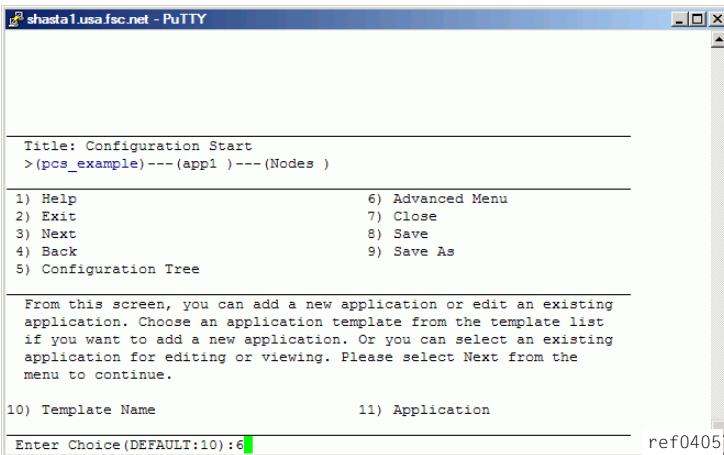 shasta1.usa.fsc.net - PuTTY
Title: Configuration Start
>(pcs_example)---(app1 )---(Nodes )
1) Help 6) Advanced Menu
2) Exit 7) Close
3) Next 8) Save
4) Back 9) Save As
5) Configuration Tree
From this screen, you can add a new application or edit an existing
application. Choose an application template from the template list
if you want to add a new application. Or you can select an existing
application for editing or viewing. Please select Next from the
menu to continue.
10) Template Name 11) Application
Enter Choice(DEFAULT:10):6
ref0405